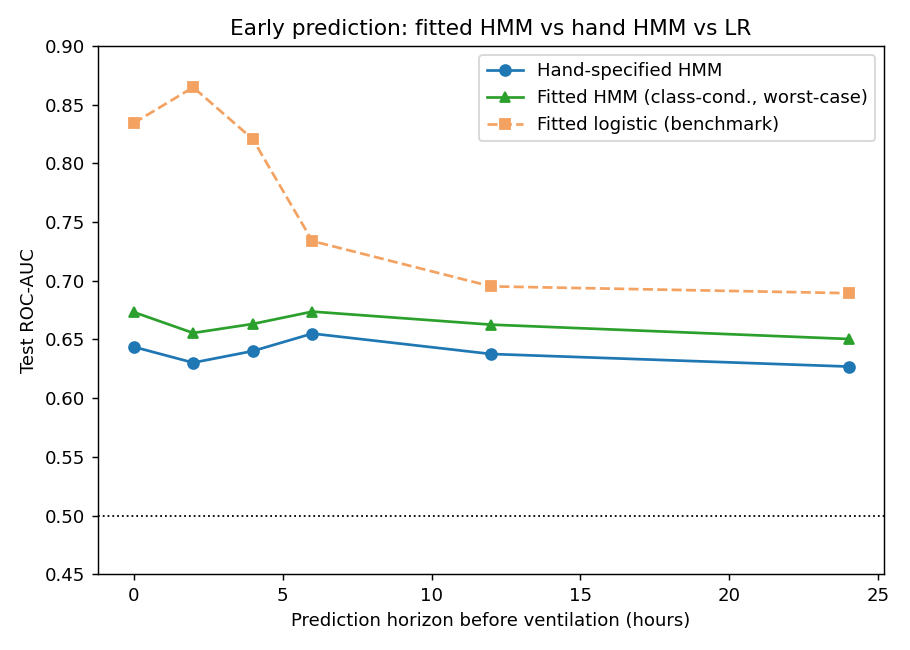 Early prediction: fitted HMM vs hand HMM vs LR
Hand-specified HMM
Fitted HMM (class-cond., worst-case)
Fitted logistic (benchmark)
Test ROC-AUC
0.90
0.85
0.80
0.75
0.70
0.65
0.60
0.55
0.50
0.45
0 5 10 15 20 25
Prediction horizon before ventilation (hours)